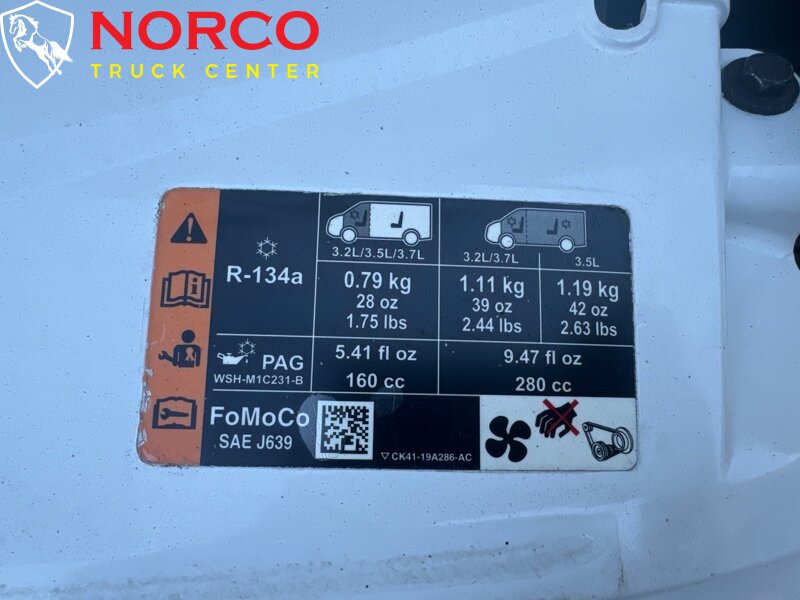 NORCO
TRUCK CENTER
3.2L/3.5L/3.7L
3.2L/3.7L
3.5L
R-134a
0.79 kg
28 oz
1.75 lbs
1.11 kg
39 oz
2.44 lbs
1.19 kg
42 oz
2.63 lbs
PAG
WSH-M1C231-B
5.41 fl oz
160 cc
9.47 fl oz
280 cc
FoMoCo
SAE J639
CK41-19A286-AC